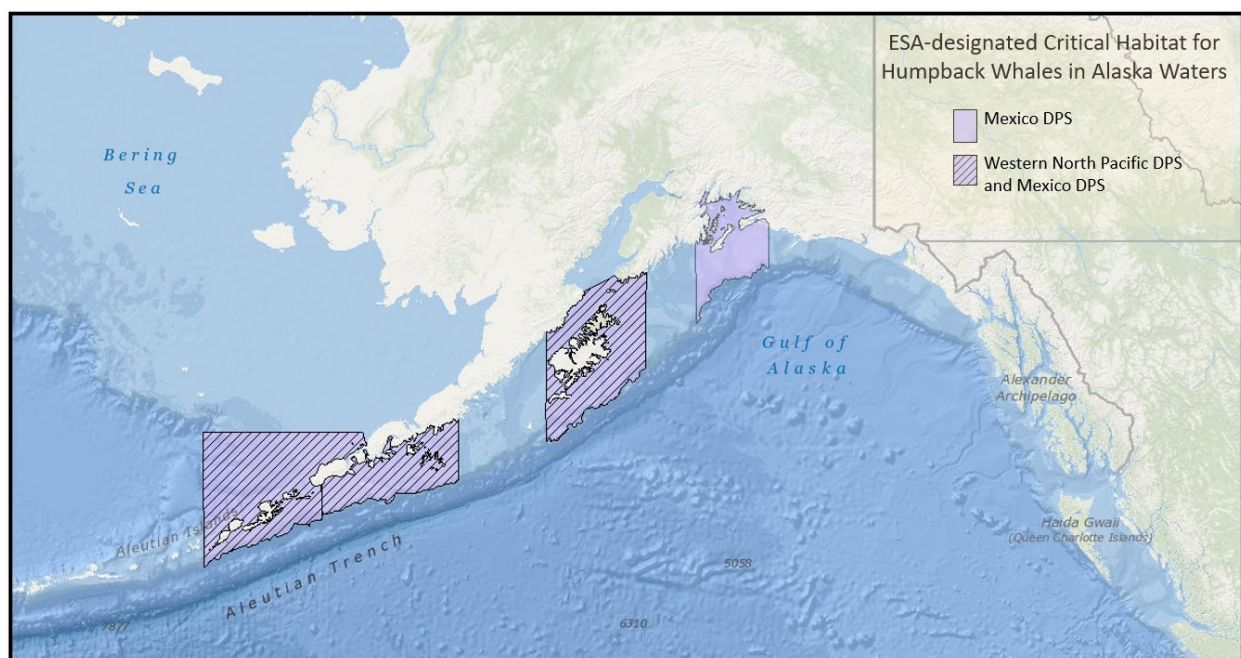 ESA-designated Critical Habitat for
Humpback Whales in Alaska Waters
Mexico DPS
Western North Pacific DPS
and Mexico DPS
Bering
Sea
Gulf of
Alaska
Alexander
Archipelago
Aleutian Islands
Aleutian Trench
Haida Gwaii
(Queen Charlotte Islands)
5058
7877
6310